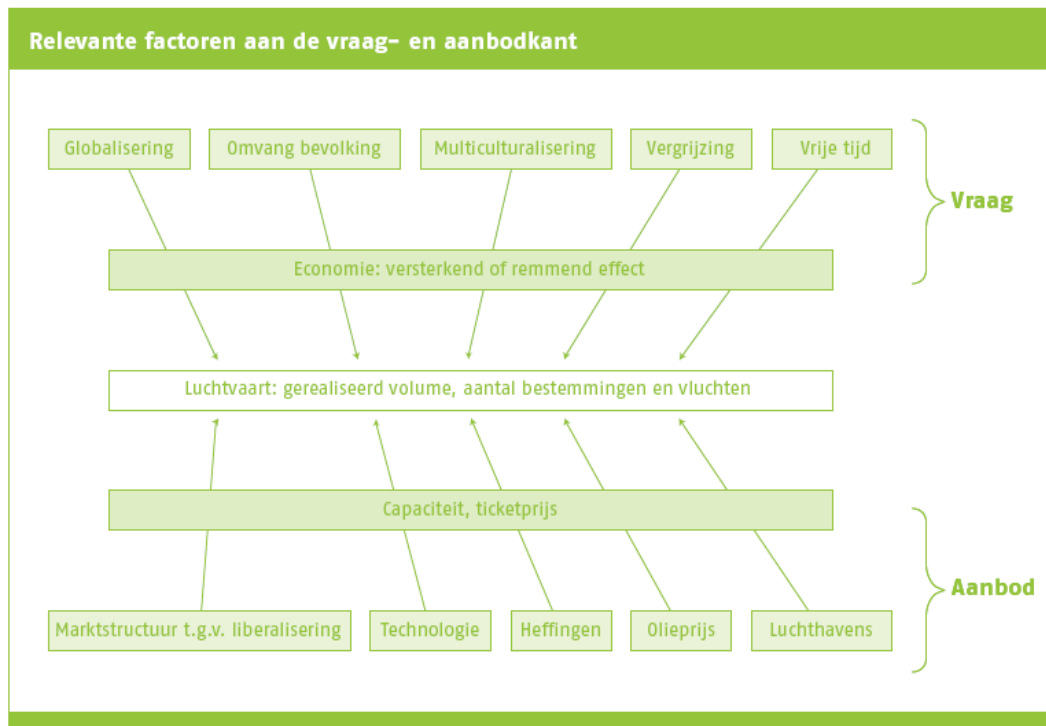 Relevante factoren aan de vraag- en aanbodkant
Globalisering
Omvang bevolking
Multiculturalisering
Vergrijzing
Vrije tijd
Vraag
Economie: versterkend of remmend effect
Luchtvaart: gerealiseerd volume, aantal bestemmingen en vluchten
Capaciteit, ticketprijs
Aanbod
Marktstructuur t.g.v. liberalisering
Technologie
Heffingen
Olieprijs
Luchthavens